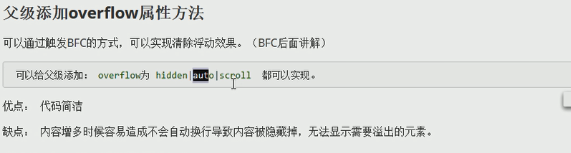 父级添加overflow属性方法
可以通过触发BFC的方式，可以实现清除浮动效果。（BFC后面讲解）
可以给父级添加： overflow为 hidden|auto|scroll 都可以实现。
优点： 代码简洁
缺点： 内容增多时候容易造成不会自动换行导致内容被隐藏掉，无法显示需要溢出的元素。